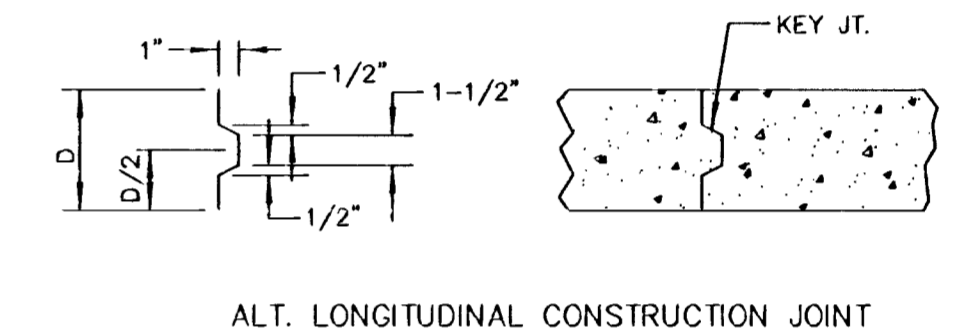 KEY JT.
1"
1/2"
1-1/2"
D
D/2
1/2"
ALT. LONGITUDINAL CONSTRUCTION JOINT